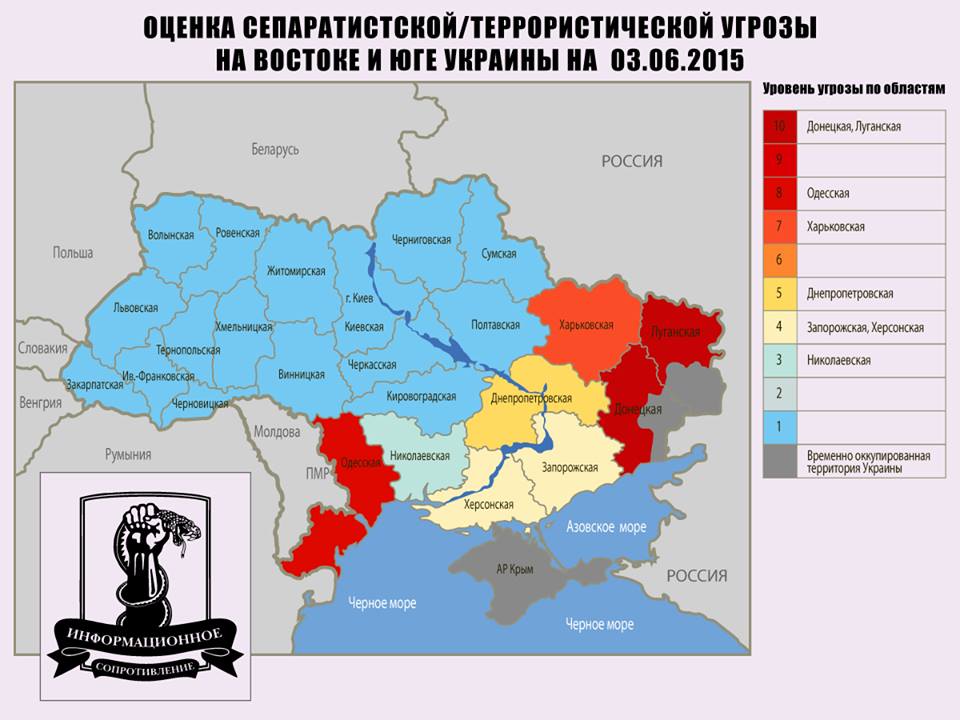 ОЦЕНКА СЕПАРАТИСТСКОЙ/ТЕРРОРИСТИЧЕСКОЙ УГРОЗЫ
НА ВОСТОКЕ И ЮГЕ УКРАИНЫ НА 03.06.2015
Уровень угрозы по областям
10 Донецкая, Луганская
9
8 Одесская
7 Харьковская
6
5 Днепропетровская
4 Запорожская, Херсонская
3 Николаевская
2
1
Временно оккупированная
территория Украины
Беларусь
РОССИЯ
Польша
Волынская
Ровенская
Черниговская
Сумская
Житомирская
г. Киев
Львовская
Хмельницкая
Киевская
Полтавская
Харьковская
Луганская
Словакия
Тернопольская
Черкасская
Закарпатская
Ив.-Франковская
Винницкая
Кировоградская
Днепропетровская
Донецкая
Венгрия
Черновицкая
Молдова
Румыния
ПМР
Одесская
Николаевская
Запорожская
Херсонская
Азовское море
АР Крым
РОССИЯ
Черное море
Черное море
ИНФОРМАЦИОННОЕ
СОПРОТИВЛЕНИЕ